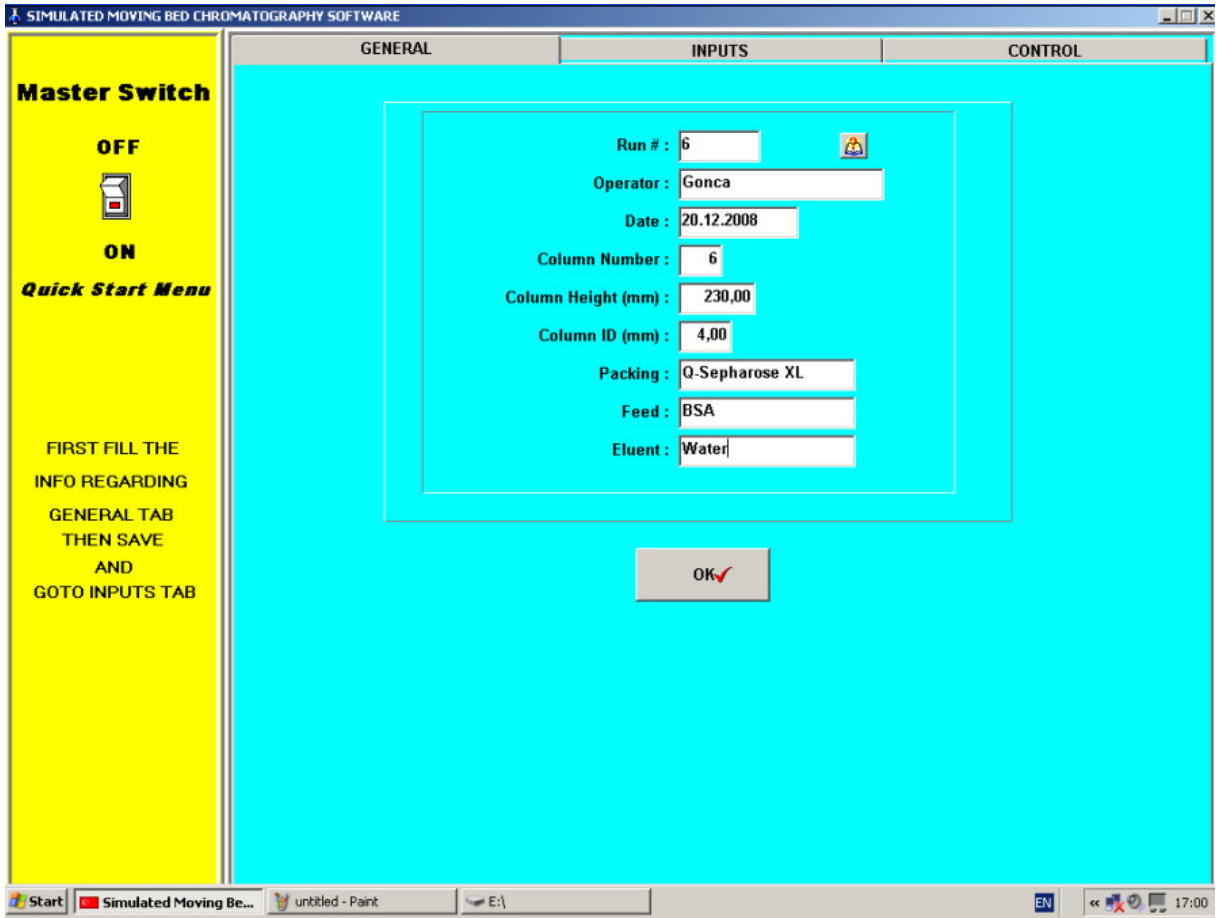 SIMULATED MOVING BED CHROMATOGRAPHY SOFTWARE
GENERAL INPUTS CONTROL
Master Switch
OFF
ON
Quick Start Menu
FIRST FILL THE
INFO REGARDING
GENERAL TAB
THEN SAVE
AND
GOTO INPUTS TAB
Run # : 6
Operator : Gonca
Date : 20.12.2008
Column Number : 6
Column Height (mm) : 230,00
Column ID (mm) : 4,00
Packing : Q-Sepharose XL
Feed : BSA
Eluent : Water
OK
Start Simulated Moving Be... untitled - Paint E:\ EN « 17:00